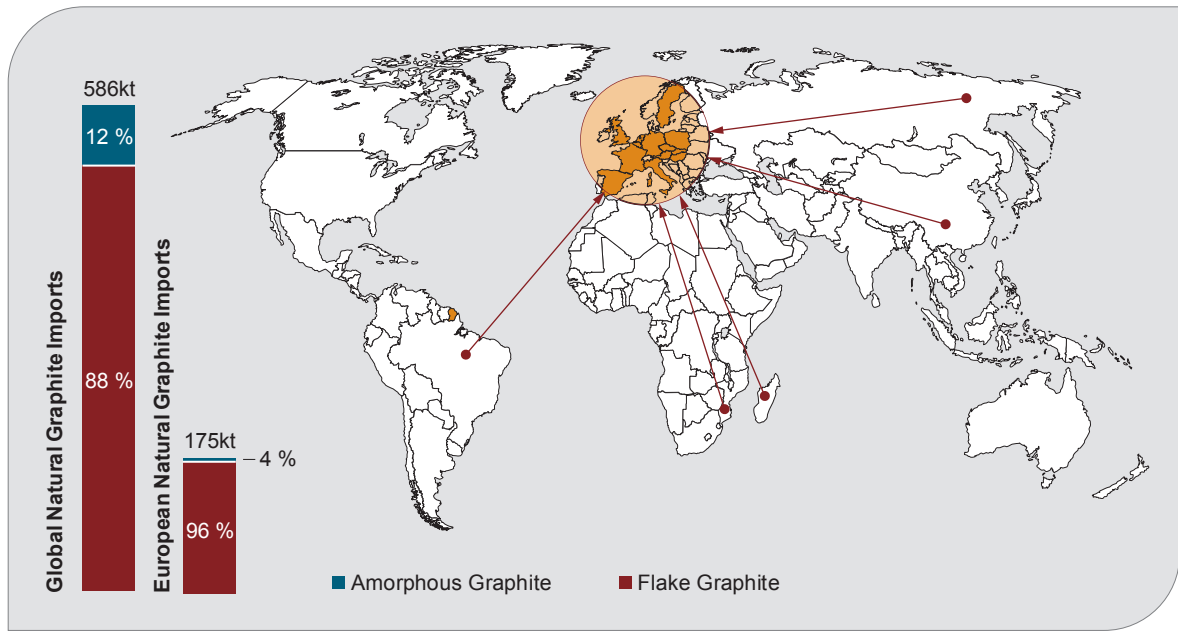 586kt
12 %
88 %
Global Natural Graphite Imports
175kt
4 %
96 %
European Natural Graphite Imports
Amorphous Graphite
Flake Graphite